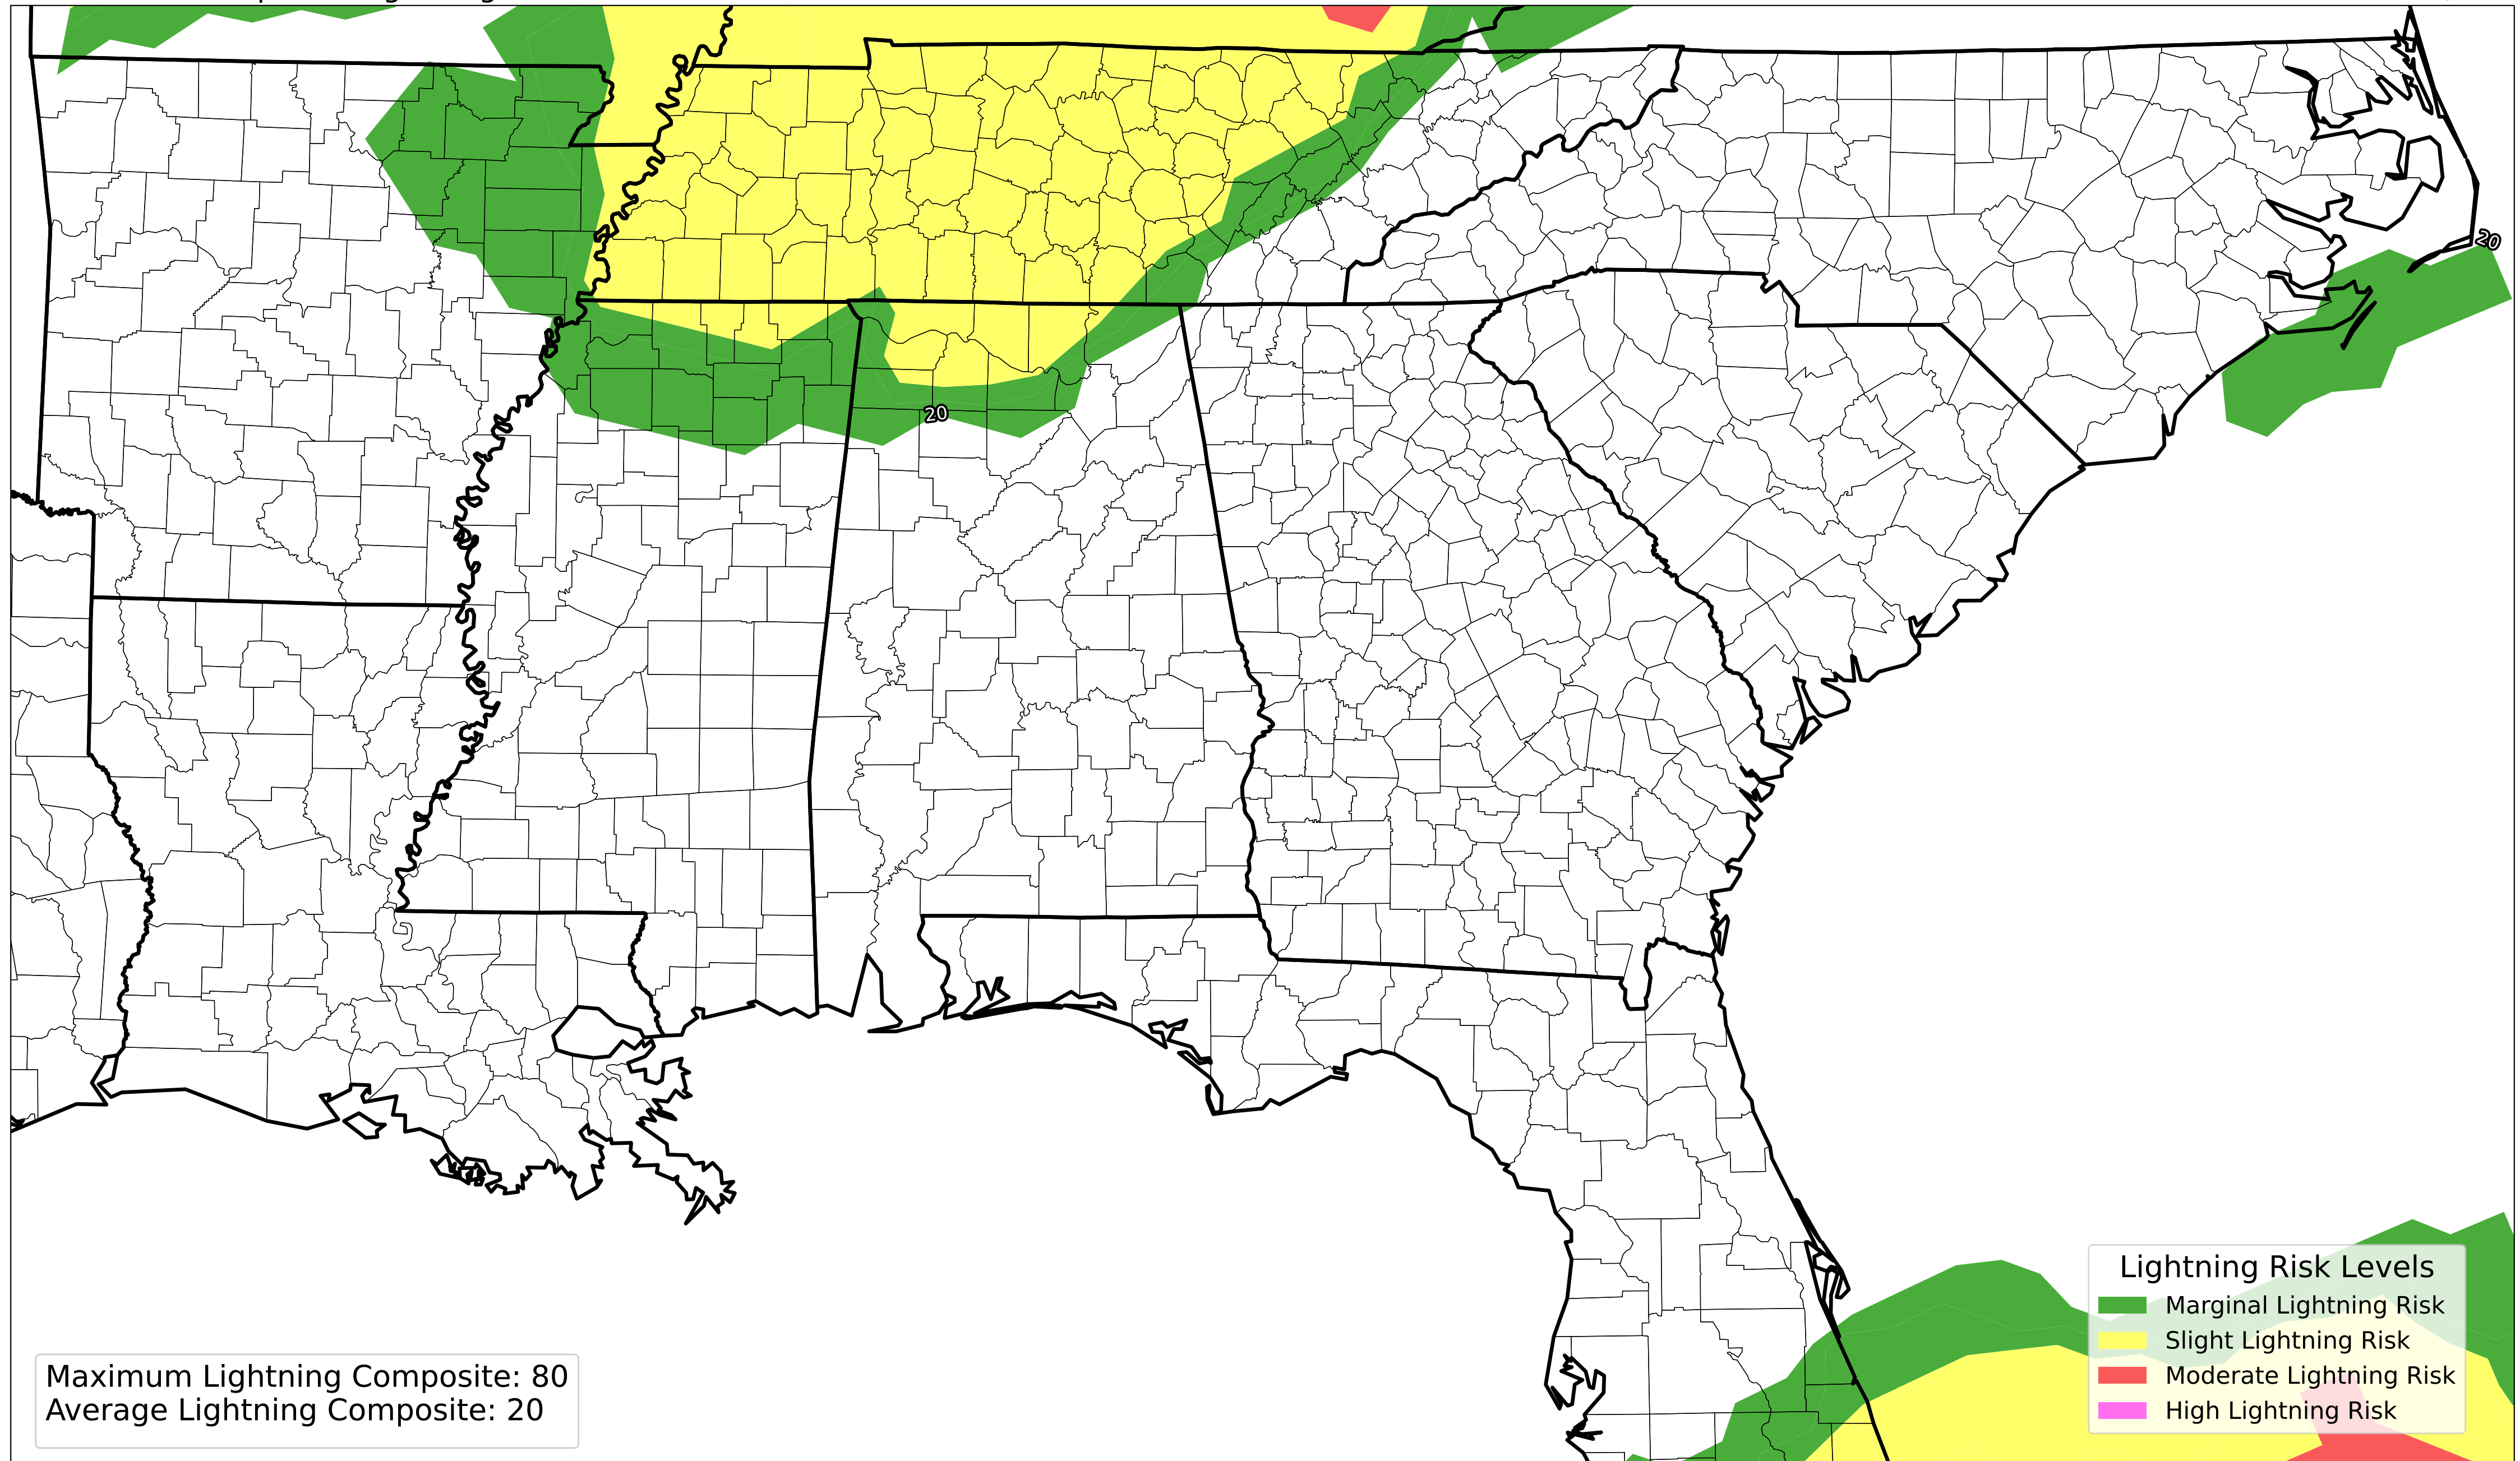 20
20
Lightning Risk Levels
Marginal Lightning Risk
Slight Lightning Risk
Moderate Lightning Risk
High Lightning Risk
Maximum Lightning Composite: 80
Average Lightning Composite: 20